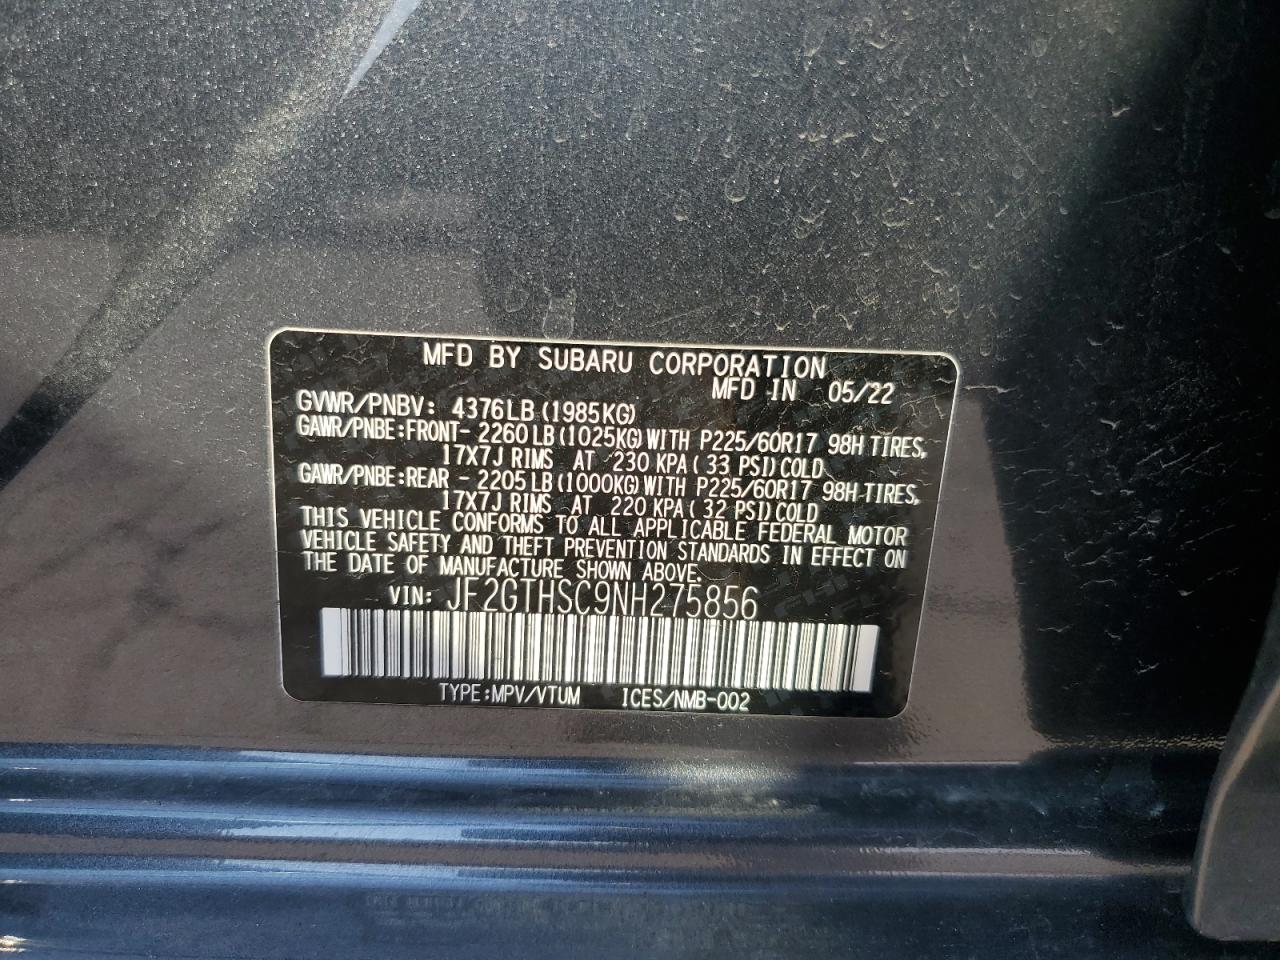 MFD BY SUBARU CORPORATION
MFD IN 05/22
GVWR/PNBV: 4376LB (1985KG)
GAWR/PNBE:FRONT- 2260LB (1025KG) WITH P225/60R17 98H TIRES,
17X7J RIMS AT 230 KPA ( 33 PSI) COLD
GAWR/PNBE:REAR - 2205LB (1000KG) WITH P225/60R17 98H TIRES,
17X7J RIMS AT 220 KPA ( 32 PSI) COLD
THIS VEHICLE CONFORMS TO ALL APPLICABLE FEDERAL MOTOR
VEHICLE SAFETY AND THEFT PREVENTION STANDARDS IN EFFECT ON
THE DATE OF MANUFACTURE SHOWN ABOVE.
VIN: JF2GTHSC9NH275856
TYPE:MPV/VTUM ICES/NMB-002